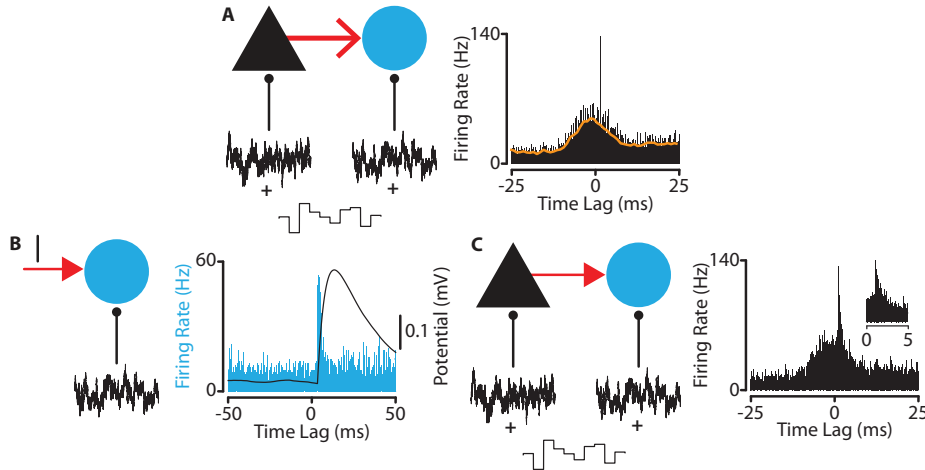 A
140
Firing Rate (Hz)
0
-25
0
25
Time Lag (ms)
+
+
B
60
Firing Rate (Hz)
0
-50
0
50
Time Lag (ms)
0.1
Potential (mV)
C
+
+
140
Firing Rate (Hz)
0
-25
0
25
Time Lag (ms)
0
5